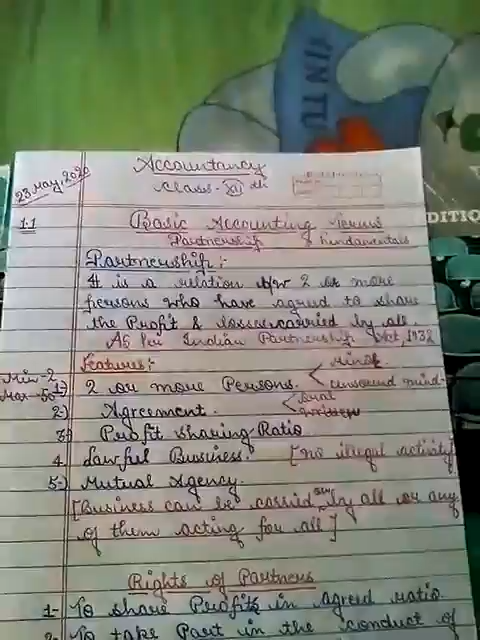 23 May, 2020
Accountancy
Class - XII th
1.1
Basic Accounting Terms
Partnership & Fundamentals
Partnership :-
It is a relation b/w 2 or more
persons who have agreed to share
the Profit & losses carried by all.
As Per Indian Partnership Act, 1932
Features :-
Min - 2
Max - 50
1) 2 or more Persons. < Minor
unsound mind
2) Agreement. < oral
written
3) Profit sharing Ratio
4. Lawful Business. [no illegal activity]
5-) Mutual Agency.
[Business can be carried by all or any
of them acting for all]
Rights of Partners
1- To share Profits in agreed ratio
2- To take Part in the conduct of
IN TU
DITIO